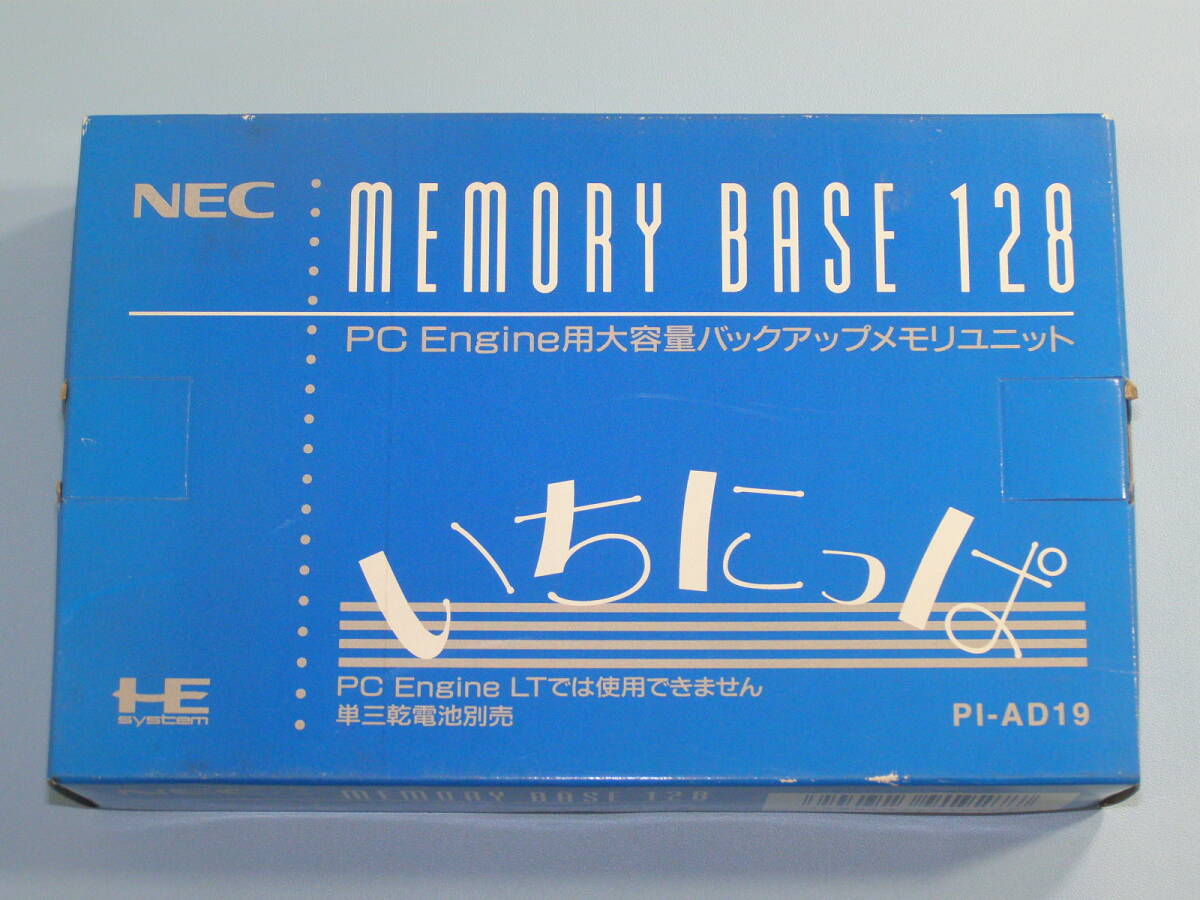 NEC
MEMORY BASE 128
PC Engine用大容量バックアップメモリユニット
いちにっぱ
HE
system
PC Engine LTでは使用できません
単三乾電池別売
PI-AD19
NEC
MEMORY BASE 128